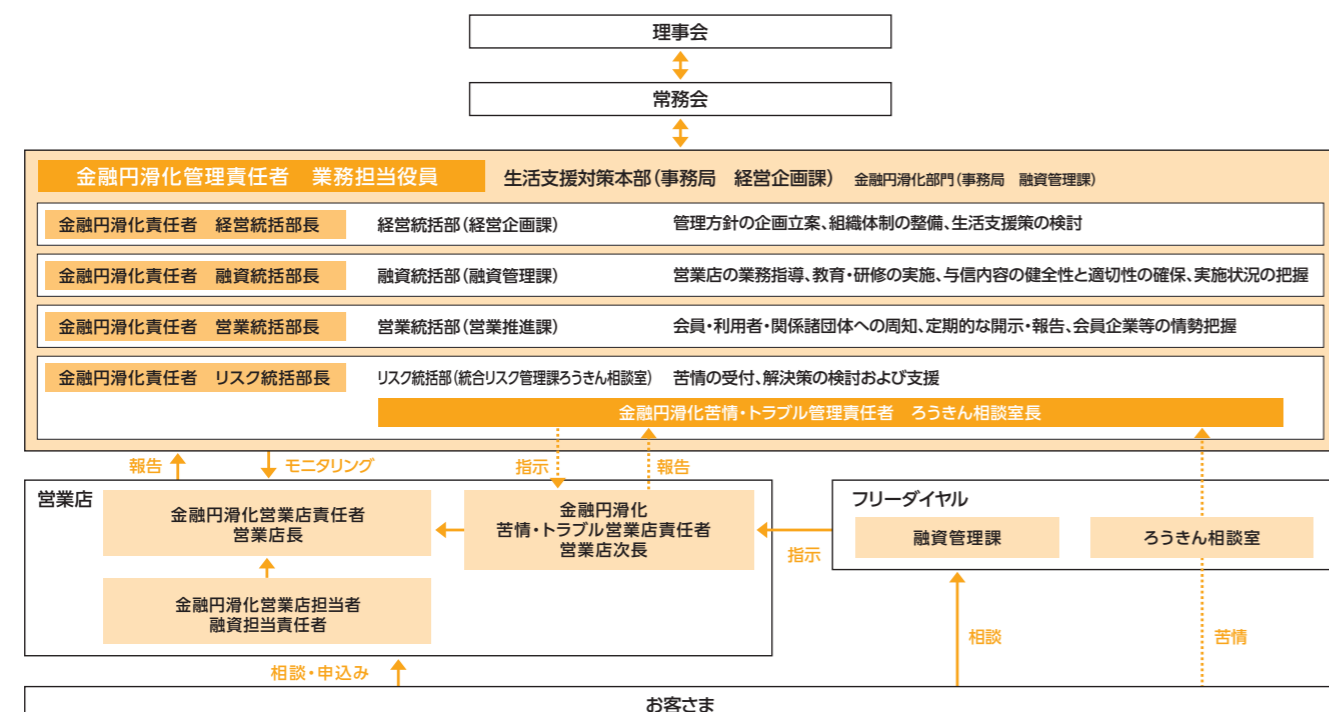 理事会
常務会
金融円滑化管理責任者　業務担当役員
生活支援対策本部(事務局　経営企画課)　金融円滑化部門(事務局　融資管理課)
金融円滑化責任者　経営統括部長
経営統括部(経営企画課)
管理方針の企画立案、組織体制の整備、生活支援策の検討
金融円滑化責任者　融資統括部長
融資統括部(融資管理課)
営業店の業務指導、教育・研修の実施、与信内容の健全性と適切性の確保、実施状況の把握
金融円滑化責任者　営業統括部長
営業統括部(営業推進課)
会員・利用者・関係諸団体への周知、定期的な開示・報告、会員企業等の情勢把握
金融円滑化責任者　リスク統括部長
リスク統括部(統合リスク管理課ろうきん相談室)
苦情の受付、解決策の検討および支援
金融円滑化苦情・トラブル管理責任者　ろうきん相談室長
報告
モニタリング
指示
報告
営業店
金融円滑化営業店責任者
営業店長
金融円滑化
苦情・トラブル営業店責任者
営業店次長
金融円滑化営業店担当者
融資担当責任者
指示
フリーダイヤル
融資管理課
ろうきん相談室
相談・申込み
相談
苦情
お客さま